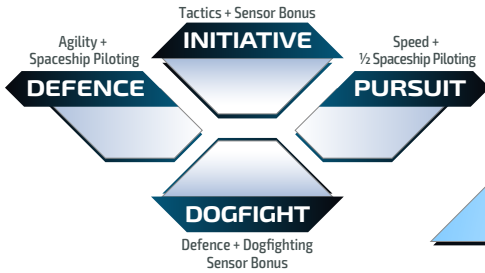 Tactics + Sensor Bonus
INITIATIVE
Agility +
Spaceship Piloting
DEFENCE
Speed +
½ Spaceship Piloting
PURSUIT
DOGFIGHT
Defence + Dogfighting
Sensor Bonus